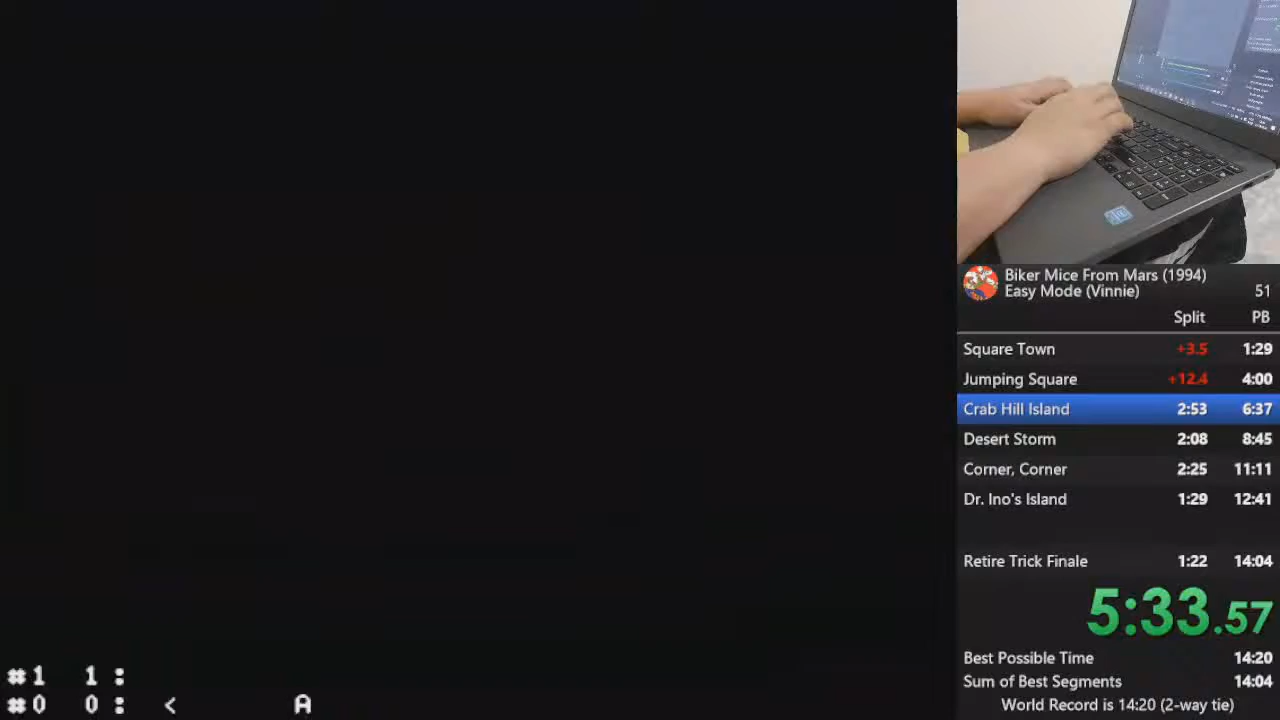 Biker Mice From Mars (1994)
Easy Mode (Vinnie) 51
Split PB
Square Town +3.5 1:29
Jumping Square +12.4 4:00
Crab Hill Island 2:53 6:37
Desert Storm 2:08 8:45
Corner, Corner 2:25 11:11
Dr. Ino's Island 1:29 12:41
Retire Trick Finale 1:22 14:04
5:33.57
Best Possible Time 14:20
Sum of Best Segments 14:04
World Record is 14:20 (2-way tie)
#1 1 :
#0 0 : < A